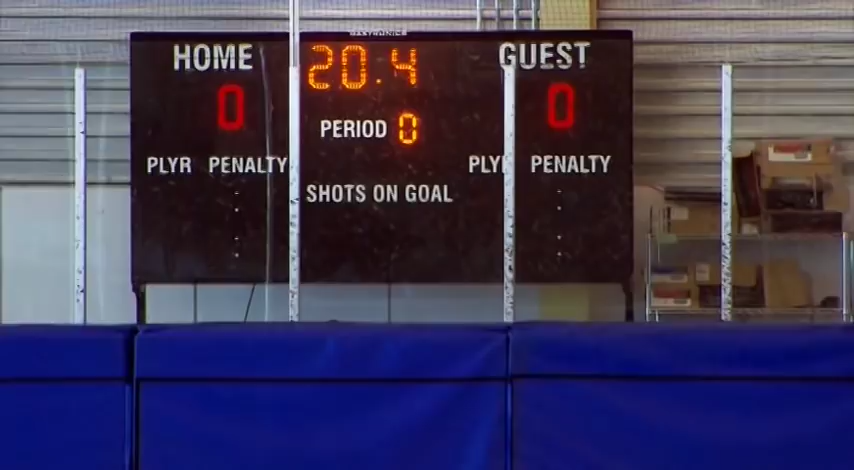 HOME 20.4 GUEST
0 0
PERIOD 0
PLYR PENALTY PLY PENALTY
SHOTS ON GOAL